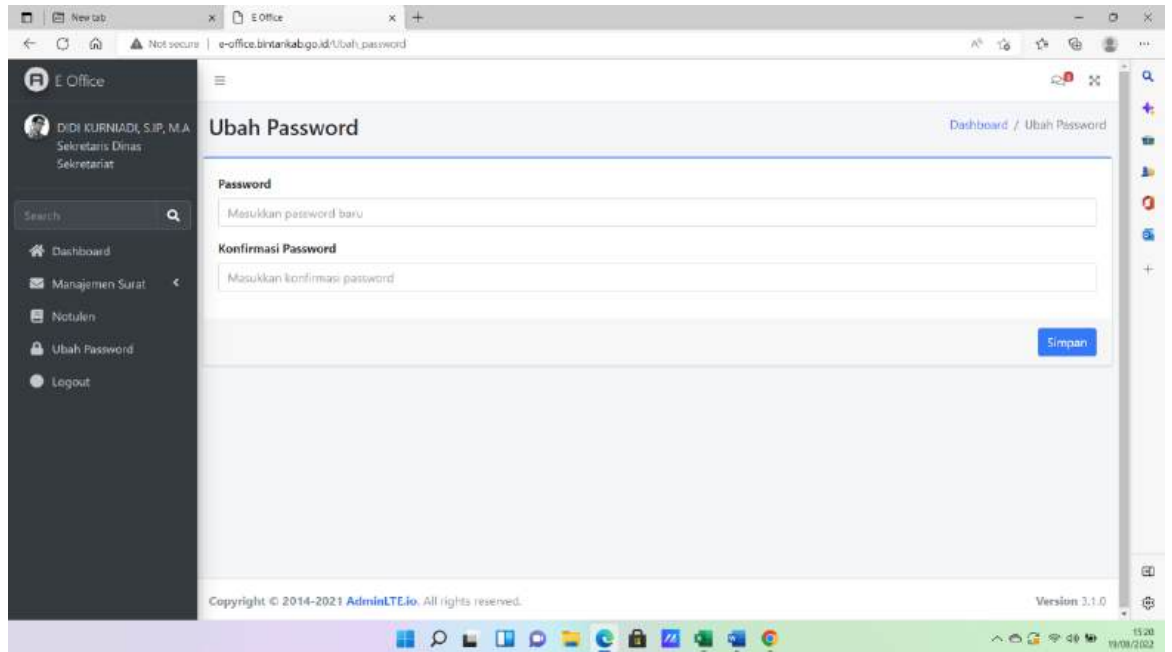 New tab
E Office
Not secure | e-office.bintankab.go.id/Ubah_password
E Office
DIDI KURNIADI, S.IP, M.A
Sekretaris Dinas
Sekretariat
Ubah Password
Dashboard / Ubah Password
Password
Masukkan password baru
Search
Dashboard
Konfirmasi Password
Masukkan konfirmasi password
Manajemen Surat
Notulen
Ubah Password
Simpan
Logout
Copyright © 2014-2021 AdminLTE.io. All rights reserved.
Version 3.1.0
15:20
19/08/2022